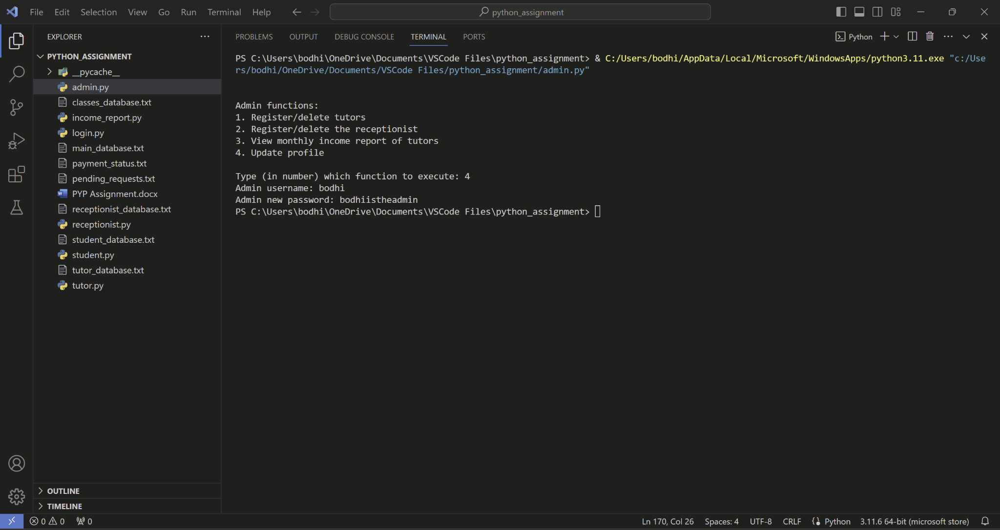 File Edit Selection View Go Run Terminal Help python_assignment
EXPLORER
PYTHON_ASSIGNMENT
__pycache__
admin.py
classes_database.txt
income_report.py
login.py
main_database.txt
payment_status.txt
pending_requests.txt
PYP Assignment.docx
receptionist_database.txt
receptionist.py
student_database.txt
student.py
tutor_database.txt
tutor.py
OUTLINE
TIMELINE
PROBLEMS OUTPUT DEBUG CONSOLE TERMINAL PORTS Python
PS C:\Users\bodhi\OneDrive\Documents\VSCode Files\python_assignment> & C:/Users/bodhi/AppData/Local/Microsoft/WindowsApps/python3.11.exe "c:/Use
rs/bodhi/OneDrive/Documents/VSCode Files/python_assignment/admin.py"
Admin functions:
1. Register/delete tutors
2. Register/delete the receptionist
3. View monthly income report of tutors
4. Update profile
Type (in number) which function to execute: 4
Admin username: bodhi
Admin new password: bodhiistheadmin
PS C:\Users\bodhi\OneDrive\Documents\VSCode Files\python_assignment>
0 0 0 Ln 170, Col 26 Spaces: 4 UTF-8 CRLF Python 3.11.6 64-bit (microsoft store)